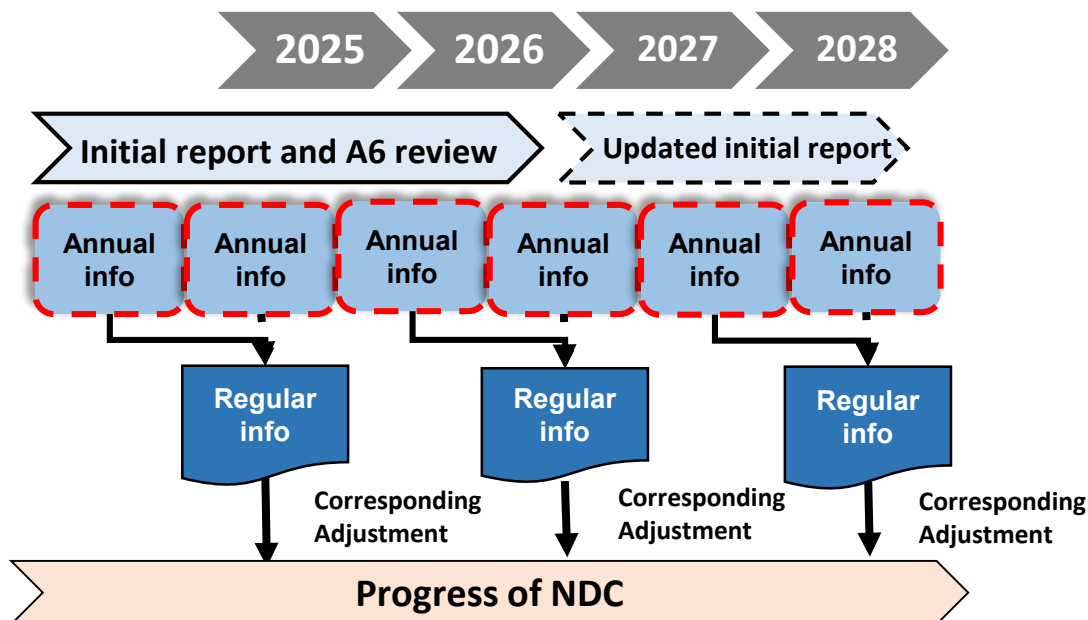 2025 2026 2027 2028
Initial report and A6 review
Updated initial report
Annual
info
Annual
info
Annual
info
Annual
info
Annual
info
Annual
info
Regular
info
Regular
info
Regular
info
Corresponding
Adjustment
Corresponding
Adjustment
Corresponding
Adjustment
Progress of NDC